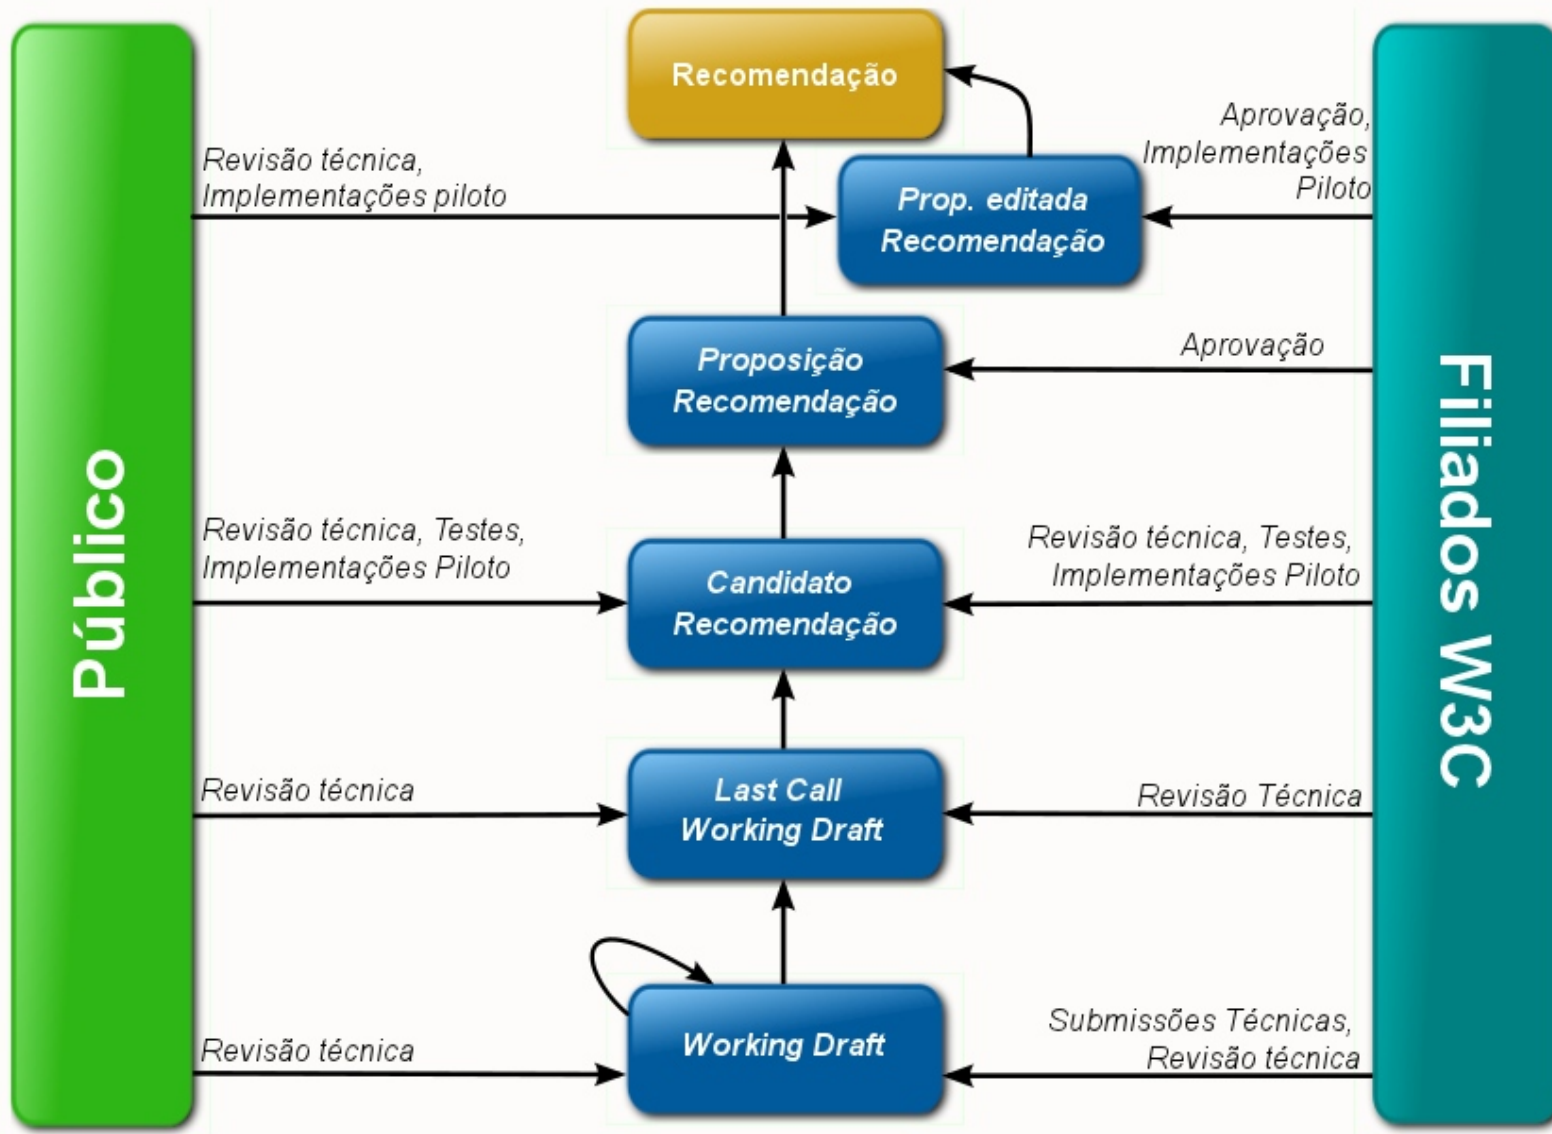 Recomendação
Aprovação,
Implementações
Piloto
Revisão técnica,
Implementações piloto
Prop. editada
Recomendação
Proposição
Recomendação
Aprovação
Público
Filiados W3C
Revisão técnica, Testes,
Implementações Piloto
Candidato
Recomendação
Revisão técnica, Testes,
Implementações Piloto
Revisão técnica
Last Call
Working Draft
Revisão Técnica
Revisão técnica
Working Draft
Submissões Técnicas,
Revisão técnica